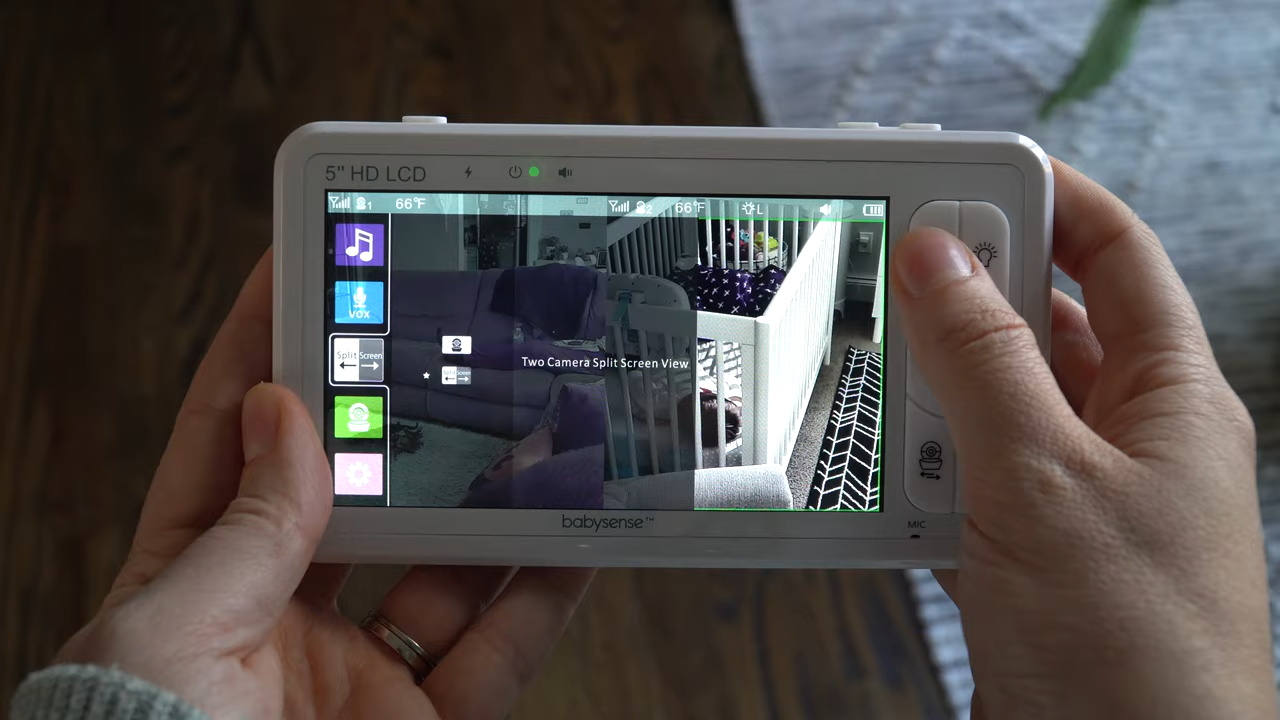 5" HD LCD
1 66°F 2 66°F L
VOX
Split Screen
Two Camera Split Screen View
babysense™
MIC